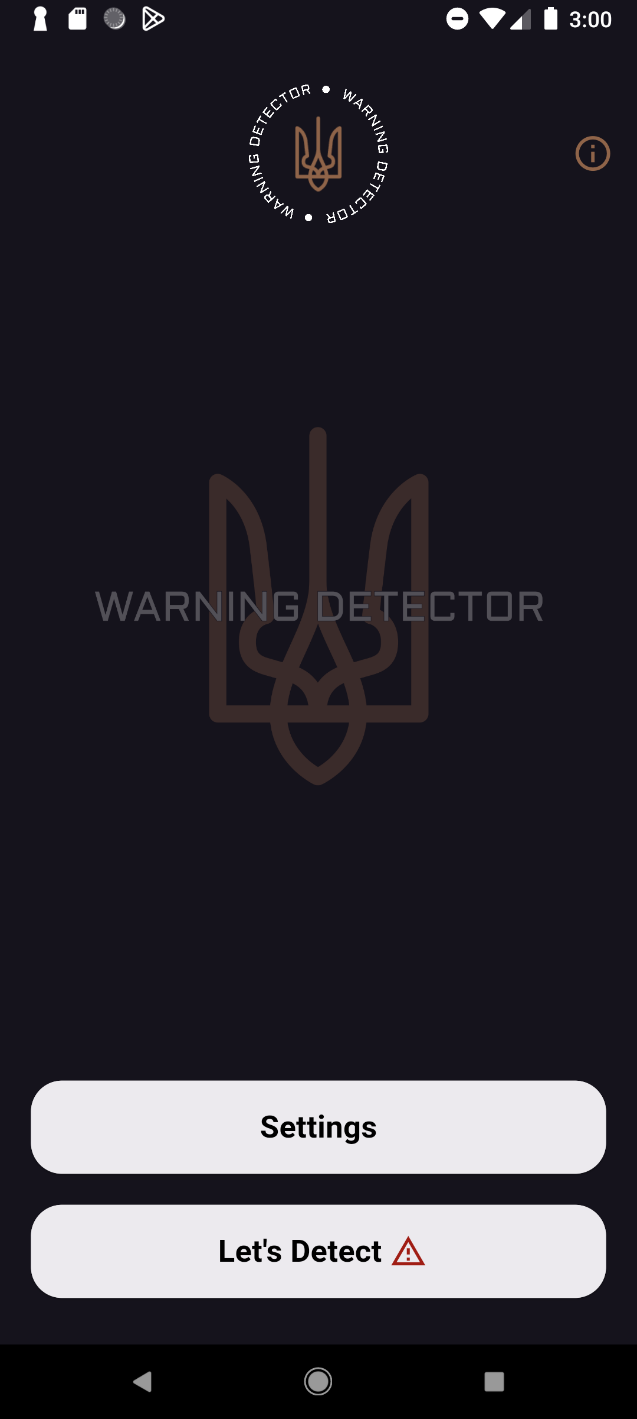 3:00
WARNING DETECTOR • WARNING DETECTOR •
WARNING DETECTOR
Settings
Let's Detect